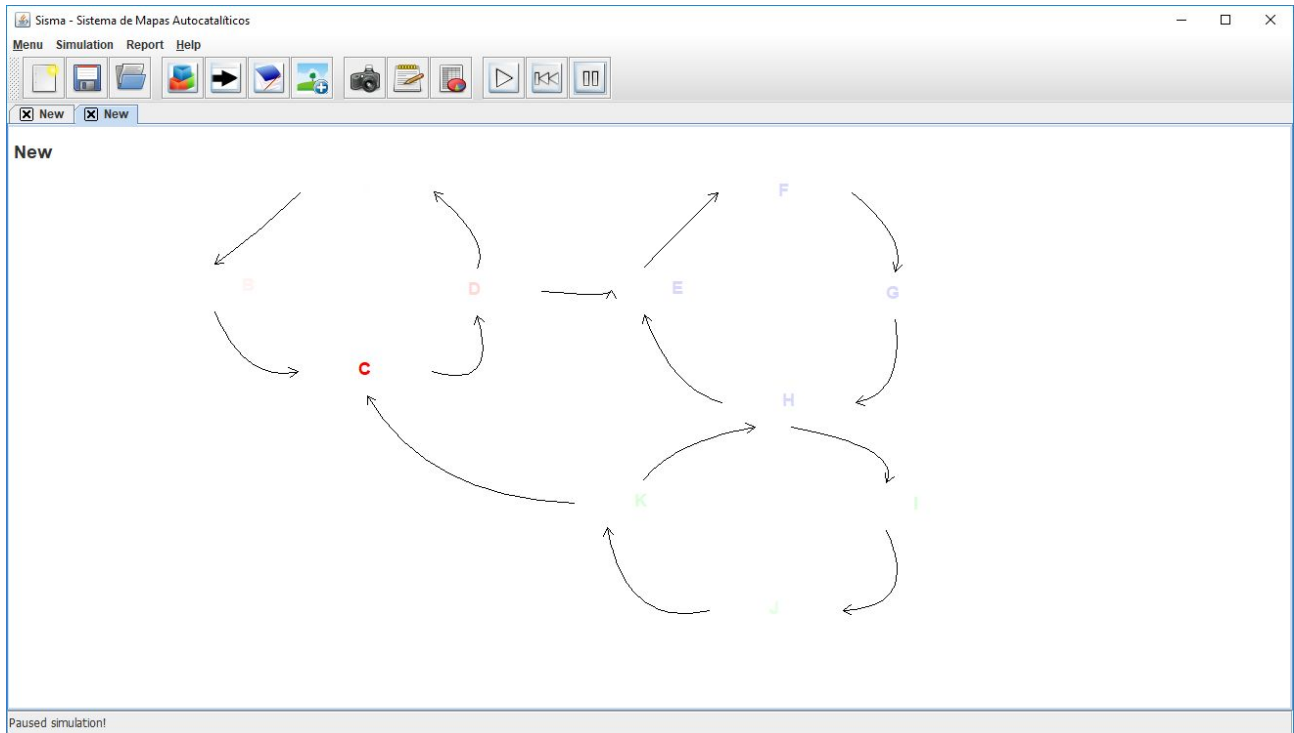 Sisma - Sistema de Mapas Autocatalíticos
Menu Simulation Report Help
New New
New
F
B D E G
C
H
K I
J
Paused simulation!